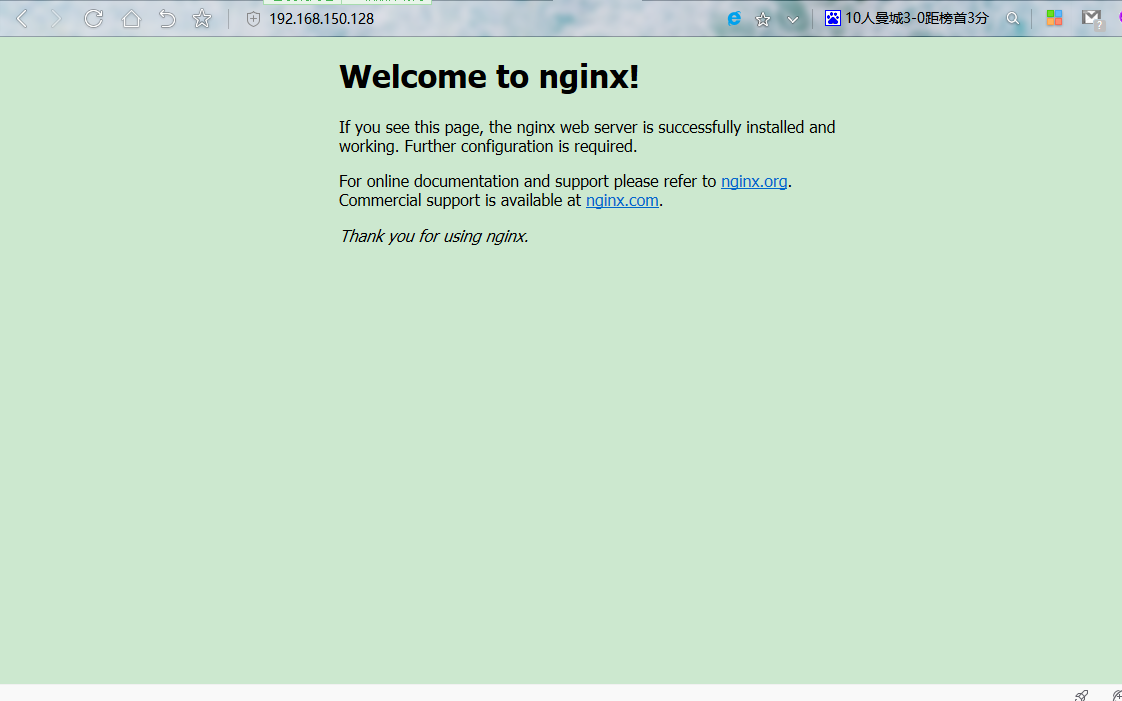 192.168.150.128
10人曼城3-0距榜首3分
Welcome to nginx!
If you see this page, the nginx web server is successfully installed and
working. Further configuration is required.
For online documentation and support please refer to nginx.org.
Commercial support is available at nginx.com.
Thank you for using nginx.